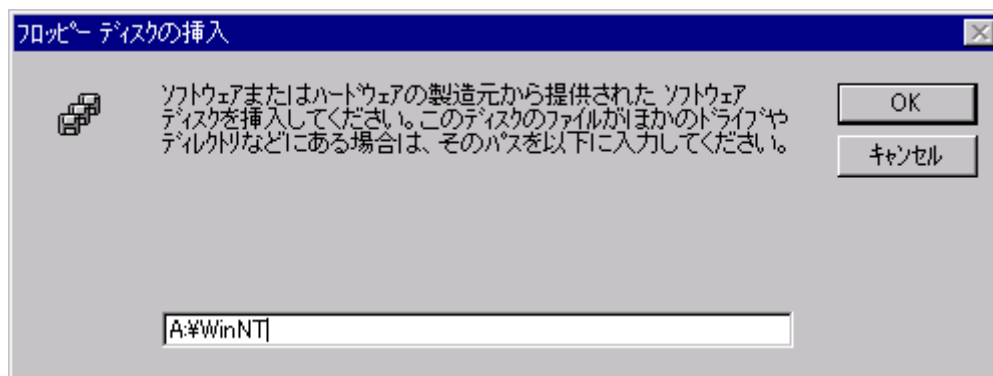 フロッピー ディスクの挿入
ソフトウェアまたはハードウェアの製造元から提供された ソフトウェア
ディスクを挿入してください。このディスクのファイルがほかのドライブや
ディレクトリなどにある場合は、そのパスを以下に入力してください。
OK
キャンセル
A:¥WinNT